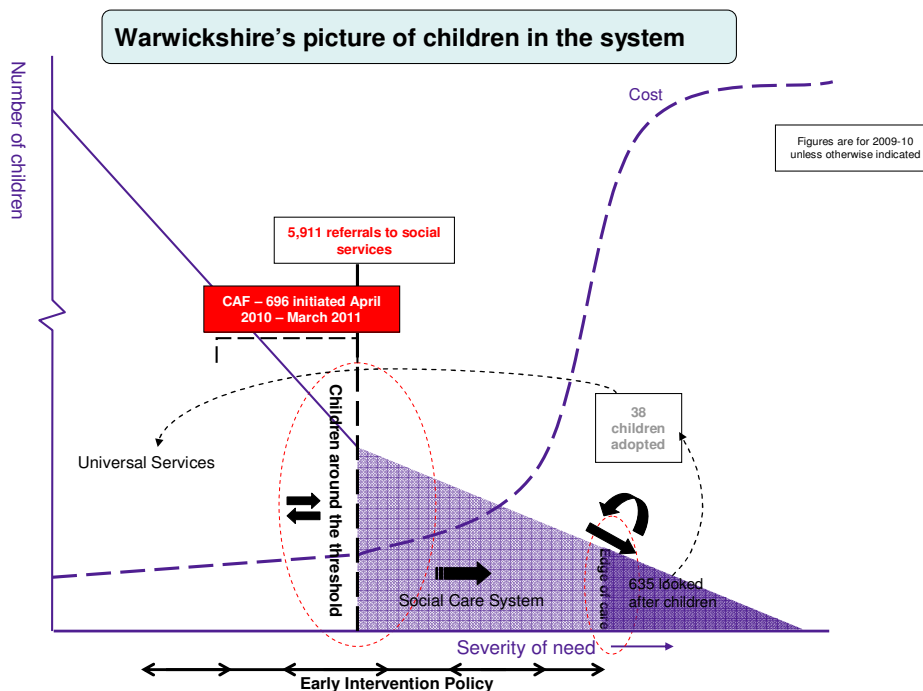 Warwickshire's picture of children in the system
Number of children
Cost
Figures are for 2009-10
unless otherwise indicated
5,911 referrals to social
services
CAF – 696 initiated April
2010 – March 2011
Children around the threshold
38
children
adopted
Universal Services
Edge of care
635 looked
after children
Social Care System
Severity of need
Early Intervention Policy